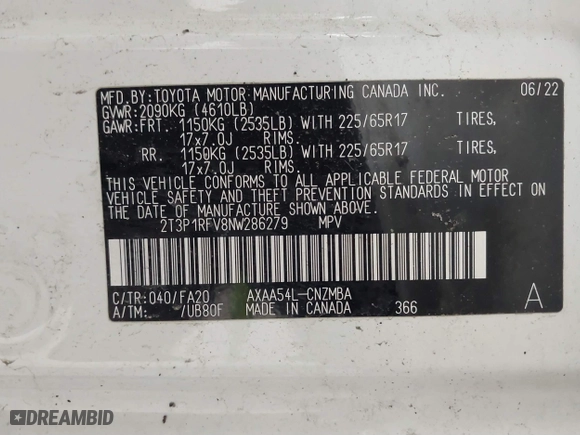 MFD.BY:TOYOTA MOTOR MANUFACTURING CANADA INC. 06/22
GVWR:2090KG (4610LB)
GAWR:FRT. 1150KG (2535LB) WITH 225/65R17 TIRES,
17x7.0J RIMS.
RR. 1150KG (2535LB) WITH 225/65R17 TIRES,
17x7.0J RIMS.
THIS VEHICLE CONFORMS TO ALL APPLICABLE FEDERAL MOTOR
VEHICLE SAFETY AND THEFT PREVENTION STANDARDS IN EFFECT ON
THE DATE OF MANUFACTURE SHOWN ABOVE.
2T3P1RFV8NW286279 MPV
C/TR:040/FA20 AXAA54L-CNZMBA A
A/TM: /UB80F MADE IN CANADA 366
DREAMBID